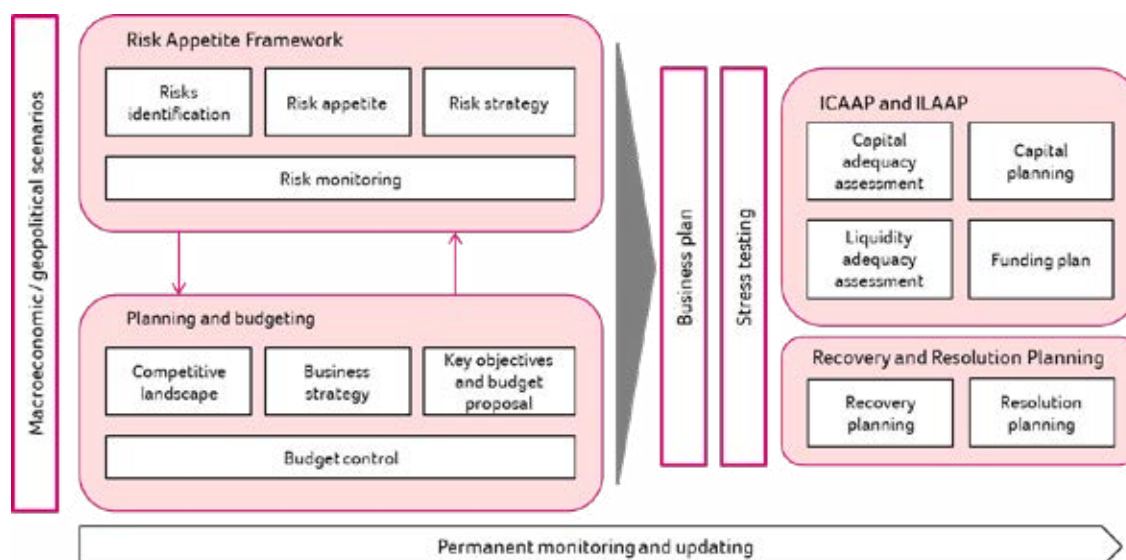 Macroeconomic / geopolitical scenarios
Risk Appetite Framework
Risks
identification
Risk appetite
Risk strategy
Risk monitoring
Planning and budgeting
Competitive
landscape
Business
strategy
Key objectives
and budget
proposal
Budget control
Business plan
Stress testing
ICAAP and ILAAP
Capital
adequacy
assessment
Capital
planning
Liquidity
adequacy
assessment
Funding plan
Recovery and Resolution Planning
Recovery
planning
Resolution
planning
Permanent monitoring and updating